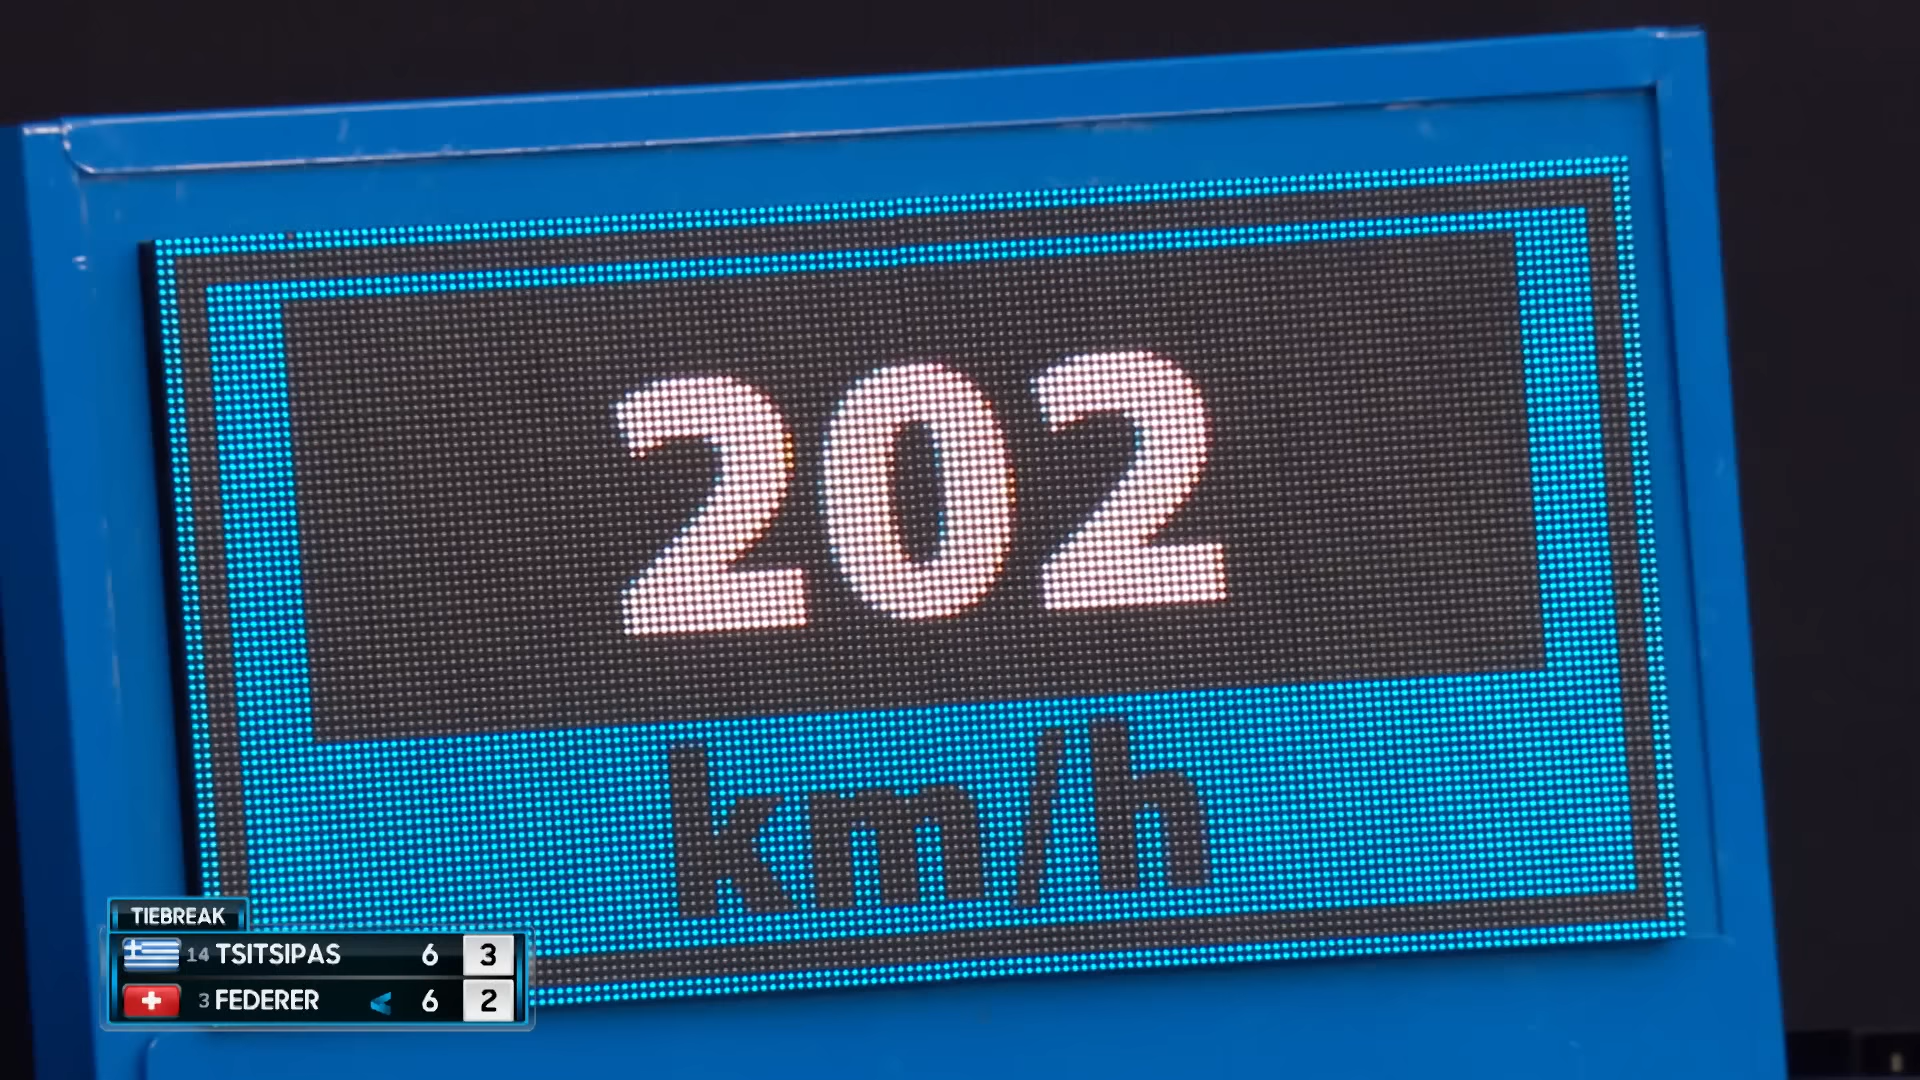 202
km/h
TIEBREAK
14 TSITSIPAS 6 3
3 FEDERER 6 2